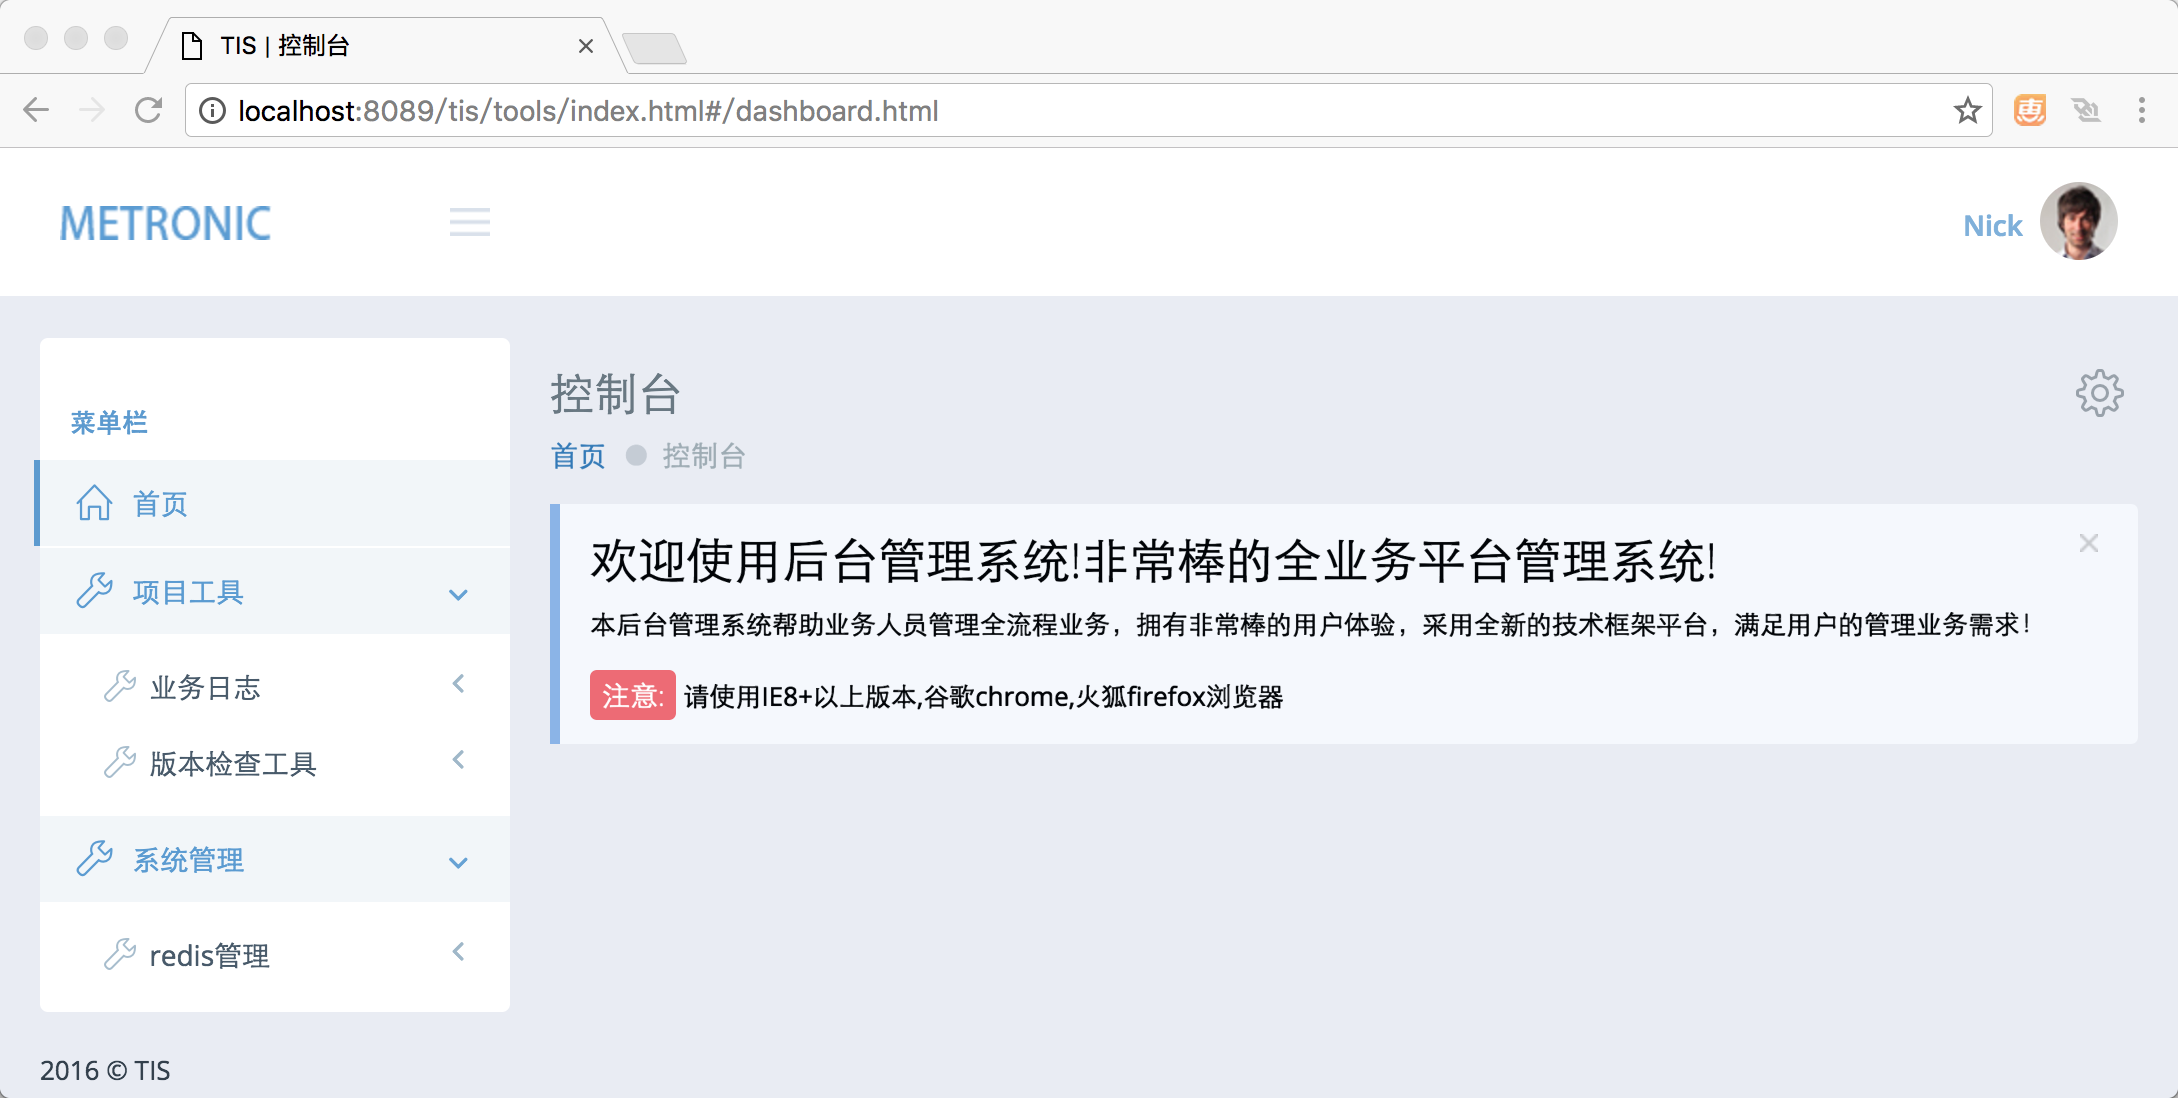 TIS | 控制台
localhost:8089/tis/tools/index.html#/dashboard.html
惠
METRONIC
Nick
菜单栏
首页
项目工具
业务日志
版本检查工具
系统管理
redis管理
控制台
首页 控制台
欢迎使用后台管理系统!非常棒的全业务平台管理系统!
本后台管理系统帮助业务人员管理全流程业务，拥有非常棒的用户体验，采用全新的技术框架平台，满足用户的管理业务需求！
注意: 请使用IE8+以上版本,谷歌chrome,火狐firefox浏览器
2016 © TIS